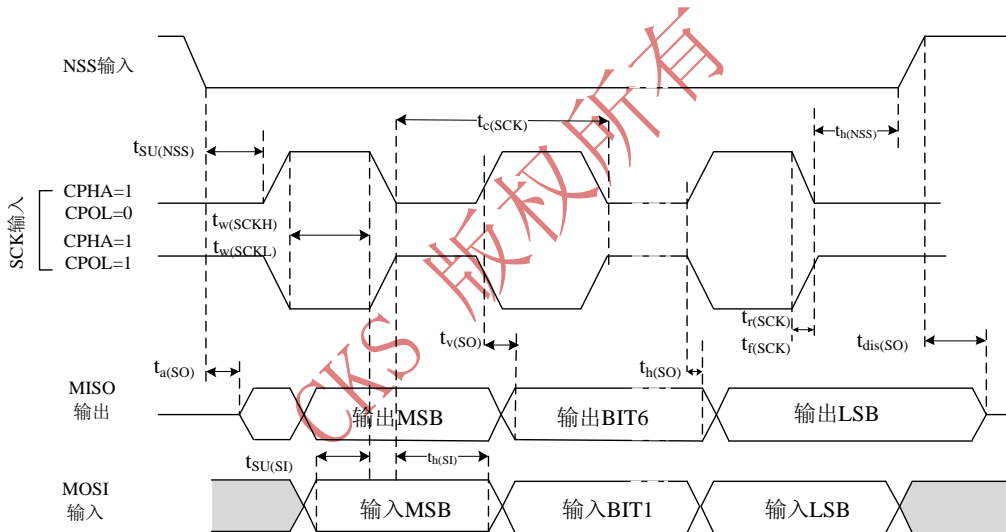 NSS输入
tc(SCK)
th(NSS)
tSU(NSS)
SCK输入
CPHA=1
CPOL=0
tw(SCKH)
CPHA=1
tw(SCKL)
CPOL=1
tr(SCK)
tv(SO)
tf(SCK)
tdis(SO)
ta(SO)
th(SO)
MISO
输出
输出MSB
输出BIT6
输出LSB
tSU(SI)
th(SI)
MOSI
输入
输入MSB
输入BIT1
输入LSB
CKS 版权所有